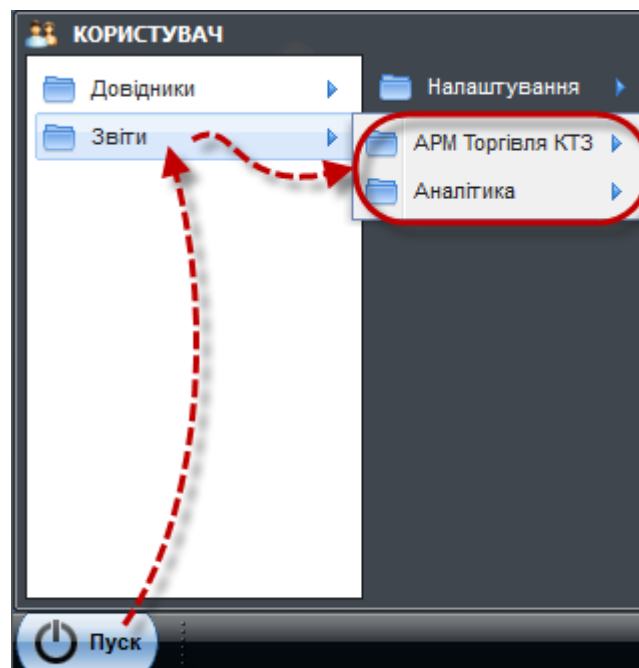 КОРИСТУВАЧ
Довідники
Налаштування
Звіти
АРМ Торгівля КТЗ
Аналітика
Пуск